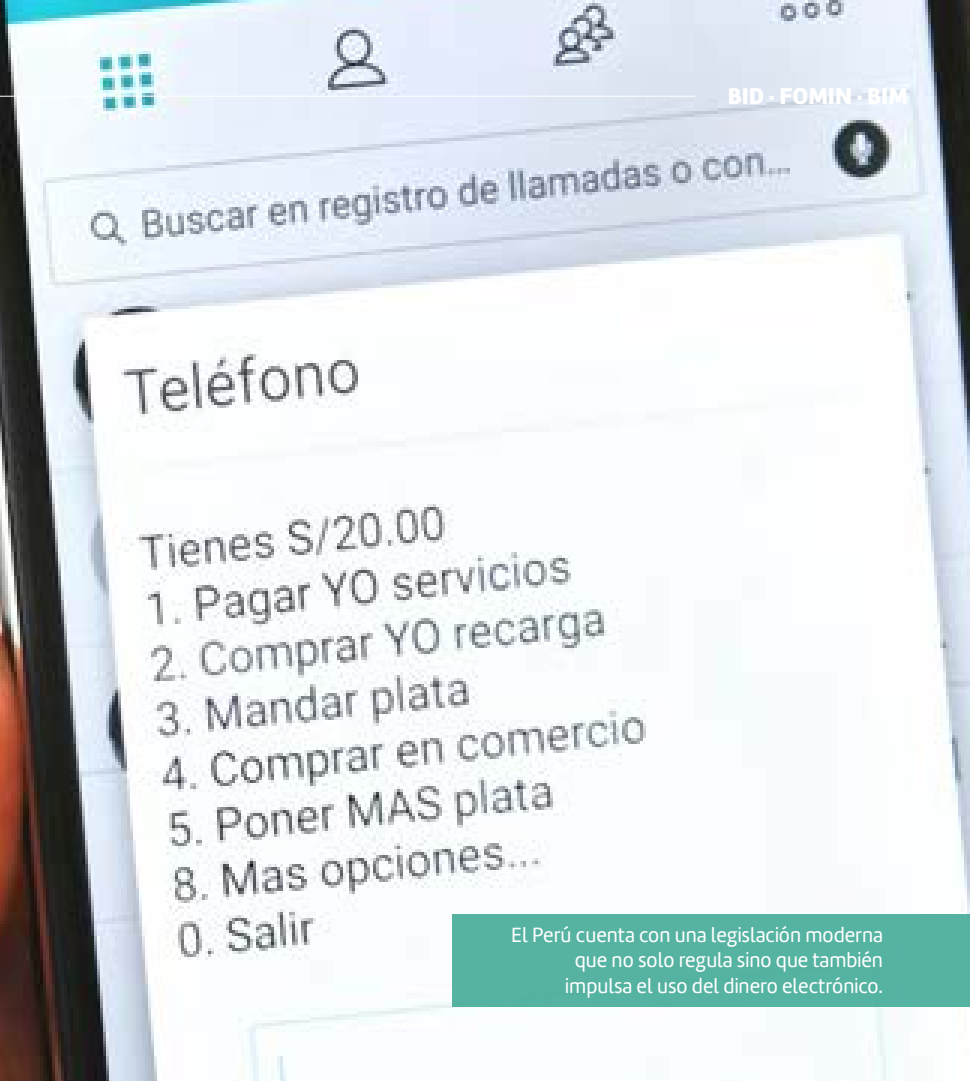 BID · FOMIN · BIM
Buscar en registro de llamadas o con...
Teléfono
Tienes S/20.00
1. Pagar YO servicios
2. Comprar YO recarga
3. Mandar plata
4. Comprar en comercio
5. Poner MAS plata
8. Mas opciones...
0. Salir
El Perú cuenta con una legislación moderna
que no solo regula sino que también
impulsa el uso del dinero electrónico.